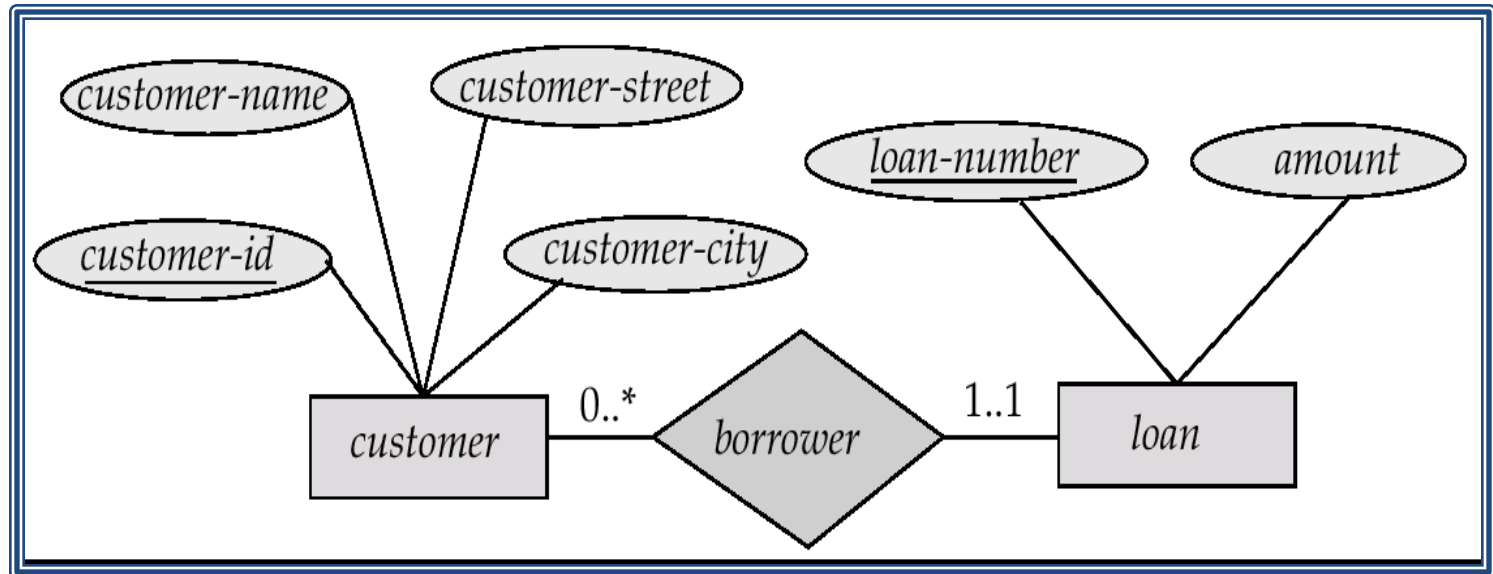 customer-name
customer-street
loan-number
amount
customer-id
customer-city
0..*
1..1
customer
borrower
loan